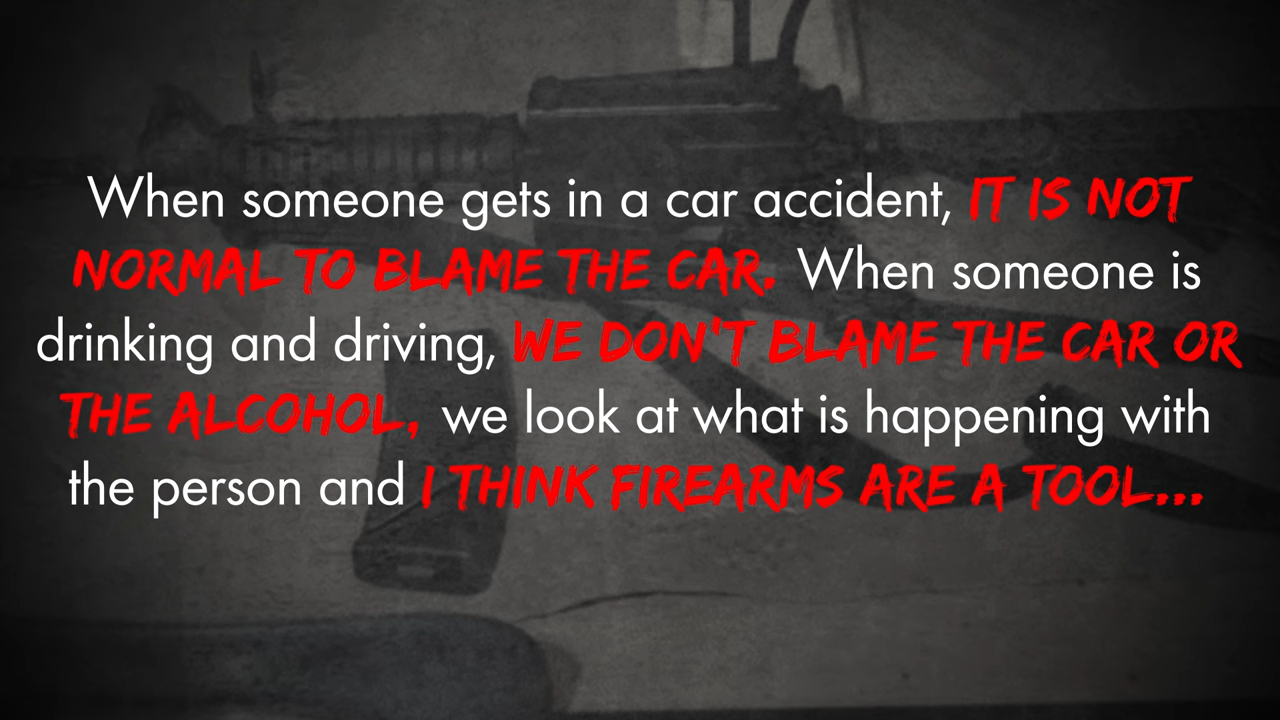 When someone gets in a car accident, IT IS NOT
NORMAL TO BLAME THE CAR. When someone is
drinking and driving, WE DON'T BLAME THE CAR OR
THE ALCOHOL, we look at what is happening with
the person and I THINK FIREARMS ARE A TOOL...